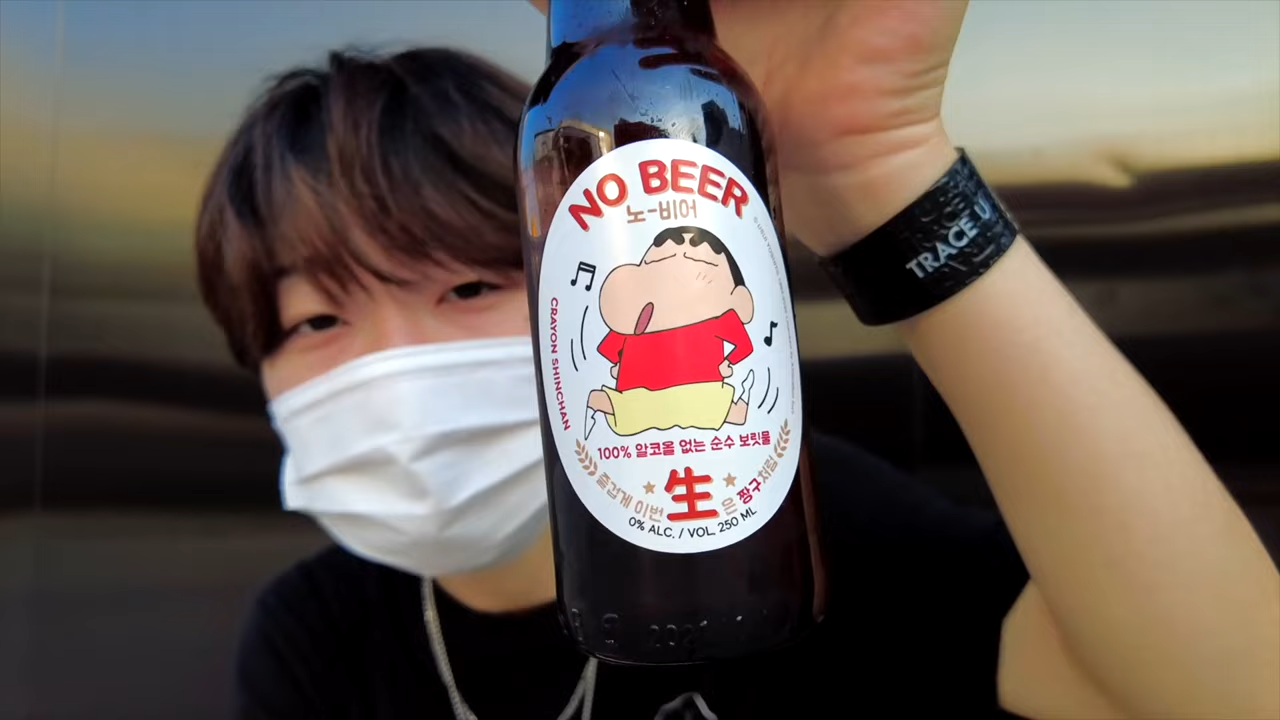 NO BEER
노-비어
CRAYON SHINCHAN
100% 알코올 없는 순수 보릿물
즐겁게 이번 生은 짱구처럼
0% ALC. / VOL. 250 ML
TRACE U